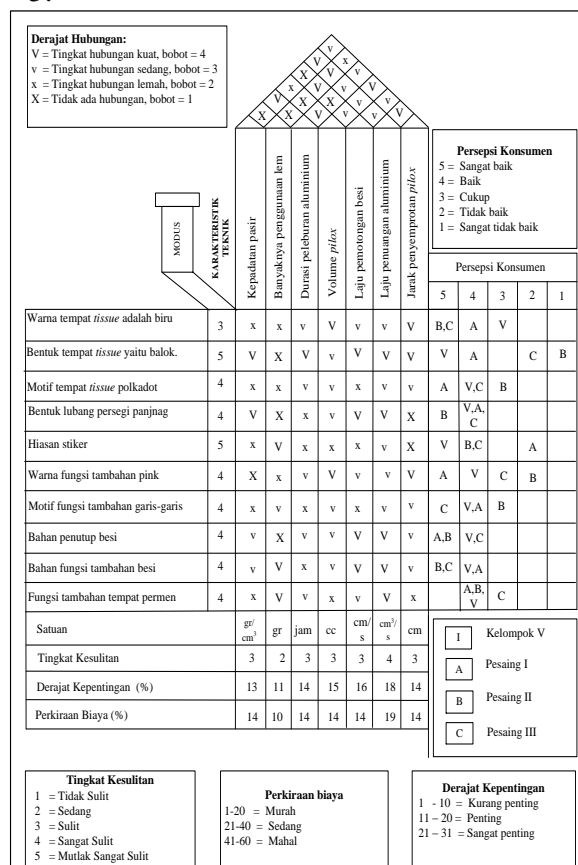 Derajat Hubungan:
V = Tingkat hubungan kuat, bobot = 4
v = Tingkat hubungan sedang, bobot = 3
x = Tingkat hubungan lemah, bobot = 2
X = Tidak ada hubungan, bobot = 1
Persepsi Konsumen
5 = Sangat baik
4 = Baik
3 = Cukup
2 = Tidak baik
1 = Sangat tidak baik
MODUS
KARAKTERISTIK TEKNIK
Kepadatan pasir
Banyaknya penggunaan lem
Durasi peleburan aluminium
Volume pilox
Laju pemotongan besi
Laju penuangan aluminium
Jarak penyemprotan pilox
Persepsi Konsumen
5 4 3 2 1
Warna tempat tissue adalah biru 3 x x v V v v V B,C A V
Bentuk tempat tissue yaitu balok. 5 V X V v V V V V A C B
Motif tempat tissue polkadot 4 x x v v x v v A V,C B
Bentuk lubang persegi panjnag 4 V X x v V V X B V,A, C
Hiasan stiker 5 x V x x x v X V B,C A
Warna fungsi tambahan pink 4 X x v V v v V A V C B
Motif fungsi tambahan garis-garis 4 x v x v x v v C V,A B
Bahan penutup besi 4 v X v v V V v A,B V,C
Bahan fungsi tambahan besi 4 v V x v V V v B,C V,A
Fungsi tambahan tempat permen 4 x V v x v V x A,B, V C
Satuan gr/ cm³ gr jam cc cm/ s cm³/ s cm
Tingkat Kesulitan 3 2 3 3 3 4 3
Derajat Kepentingan (%) 13 11 14 15 16 18 14
Perkiraan Biaya (%) 14 10 14 14 14 19 14
I Kelompok V
A Pesaing I
B Pesaing II
C Pesaing III
Tingkat Kesulitan
1 = Tidak Sulit
2 = Sedang
3 = Sulit
4 = Sangat Sulit
5 = Mutlak Sangat Sulit
Perkiraan biaya
1-20 = Murah
21-40 = Sedang
41-60 = Mahal
Derajat Kepentingan
1 - 10 = Kurang penting
11 – 20 = Penting
21 – 31 = Sangat penting